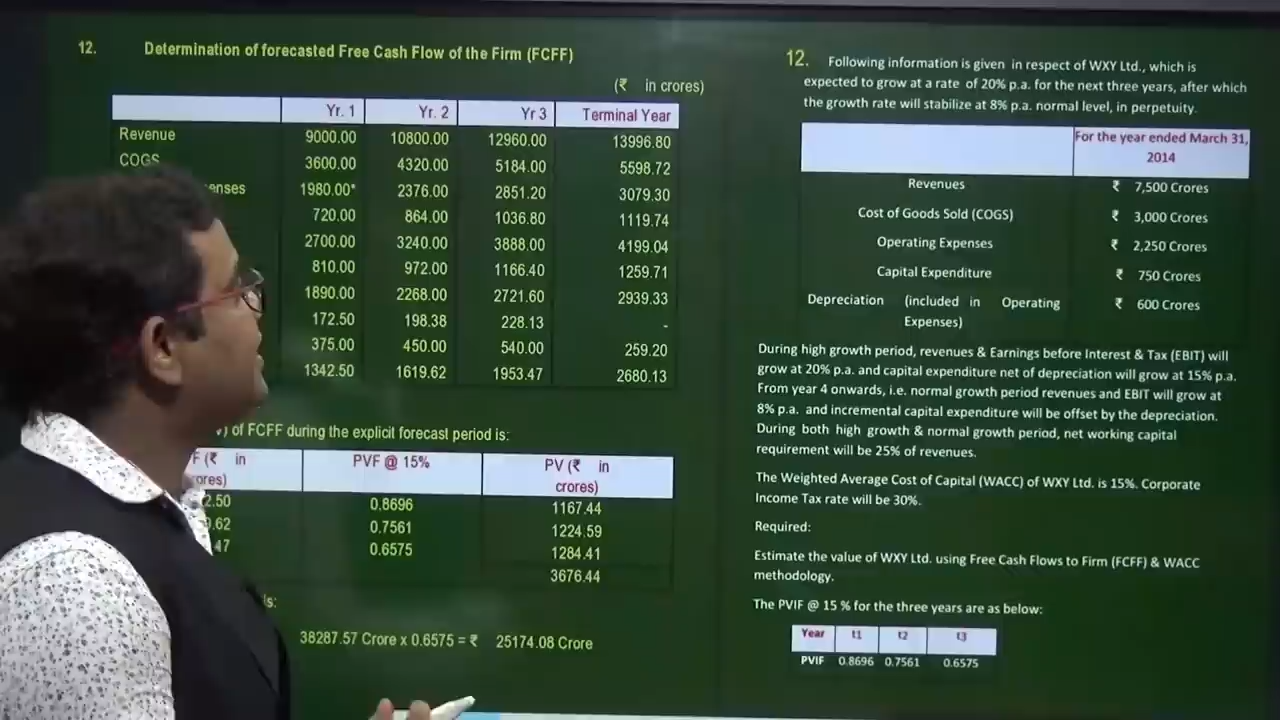 12. Determination of forecasted Free Cash Flow of the Firm (FCFF)
(₹ in crores)
Yr. 1 Yr. 2 Yr 3 Terminal Year
Revenue 9000.00 10800.00 12960.00 13996.80
COGS 3600.00 4320.00 5184.00 5598.72
enses 1980.00* 2376.00 2851.20 3079.30
720.00 864.00 1036.80 1119.74
2700.00 3240.00 3888.00 4199.04
810.00 972.00 1166.40 1259.71
1890.00 2268.00 2721.60 2939.33
172.50 198.38 228.13 -
375.00 450.00 540.00 259.20
1342.50 1619.62 1953.47 2680.13
) of FCFF during the explicit forecast period is:
F (₹ in PVF @ 15% PV (₹ in
ores) crores)
2.50 0.8696 1167.44
.62 0.7561 1224.59
47 0.6575 1284.41
3676.44
is:
38287.57 Crore x 0.6575 = ₹ 25174.08 Crore
12. Following information is given in respect of WXY Ltd., which is
expected to grow at a rate of 20% p.a. for the next three years, after which
the growth rate will stabilize at 8% p.a. normal level, in perpetuity.
For the year ended March 31,
2014
Revenues ₹ 7,500 Crores
Cost of Goods Sold (COGS) ₹ 3,000 Crores
Operating Expenses ₹ 2,250 Crores
Capital Expenditure ₹ 750 Crores
Depreciation (included in Operating ₹ 600 Crores
Expenses)
During high growth period, revenues & Earnings before Interest & Tax (EBIT) will
grow at 20% p.a. and capital expenditure net of depreciation will grow at 15% p.a.
From year 4 onwards, i.e. normal growth period revenues and EBIT will grow at
8% p.a. and incremental capital expenditure will be offset by the depreciation.
During both high growth & normal growth period, net working capital
requirement will be 25% of revenues.
The Weighted Average Cost of Capital (WACC) of WXY Ltd. is 15%. Corporate
Income Tax rate will be 30%.
Required:
Estimate the value of WXY Ltd. using Free Cash Flows to Firm (FCFF) & WACC
methodology.
The PVIF @ 15 % for the three years are as below:
Year t1 t2 t3
PVIF 0.8696 0.7561 0.6575